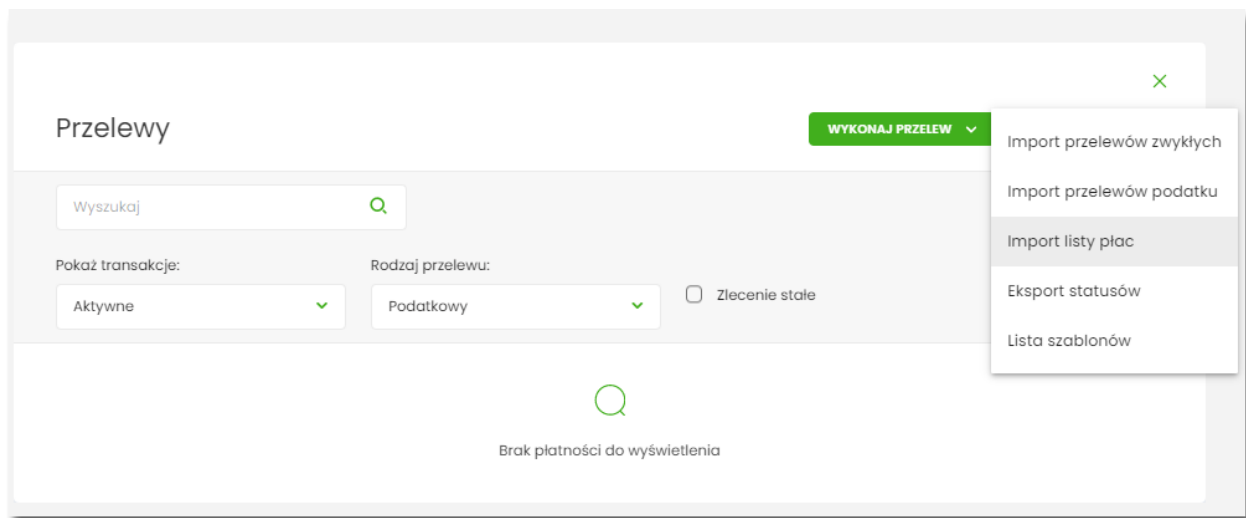 Przelewy
WYKONAJ PRZELEW
Import przelewów zwykłych
Import przelewów podatku
Import listy płac
Eksport statusów
Lista szablonów
Wyszukaj
Pokaż transakcje:
Rodzaj przelewu:
Aktywne
Podatkowy
Zlecenie stałe
Brak płatności do wyświetlenia